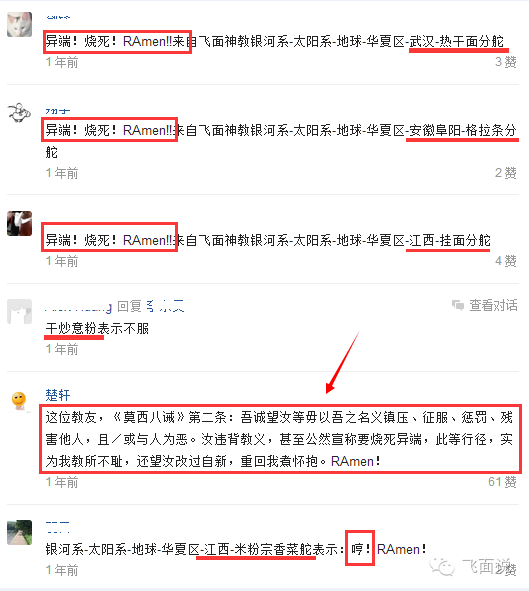 异端！烧死！RAmen!!来自飞面神教银河系-太阳系-地球-华夏区-武汉-热干面分舵
1年前
3 赞
异端！烧死！RAmen!!来自飞面神教银河系-太阳系-地球-华夏区-安徽阜阳-格拉条分
舵
1年前
2 赞
异端！烧死！RAmen!!来自飞面神教银河系-太阳系-地球-华夏区-江西-挂面分舵
1年前
4 赞
回复
查看对话
干炒意粉表示不服
1年前
楚轩
这位教友，《莫西八诫》第二条：吾诚望汝等毋以吾之名义镇压、征服、惩罚、残
害他人，且／或与人为恶。汝违背教义，甚至公然宣称要烧死异端，此等行径，实
为我教所不耻，还望汝改过自新，重回我煮怀抱。RAmen！
1年前
61 赞
银河系-太阳系-地球-华夏区-江西-米粉宗香菜舵表示：哼！RAmen！
1年前
2 赞
飞面说